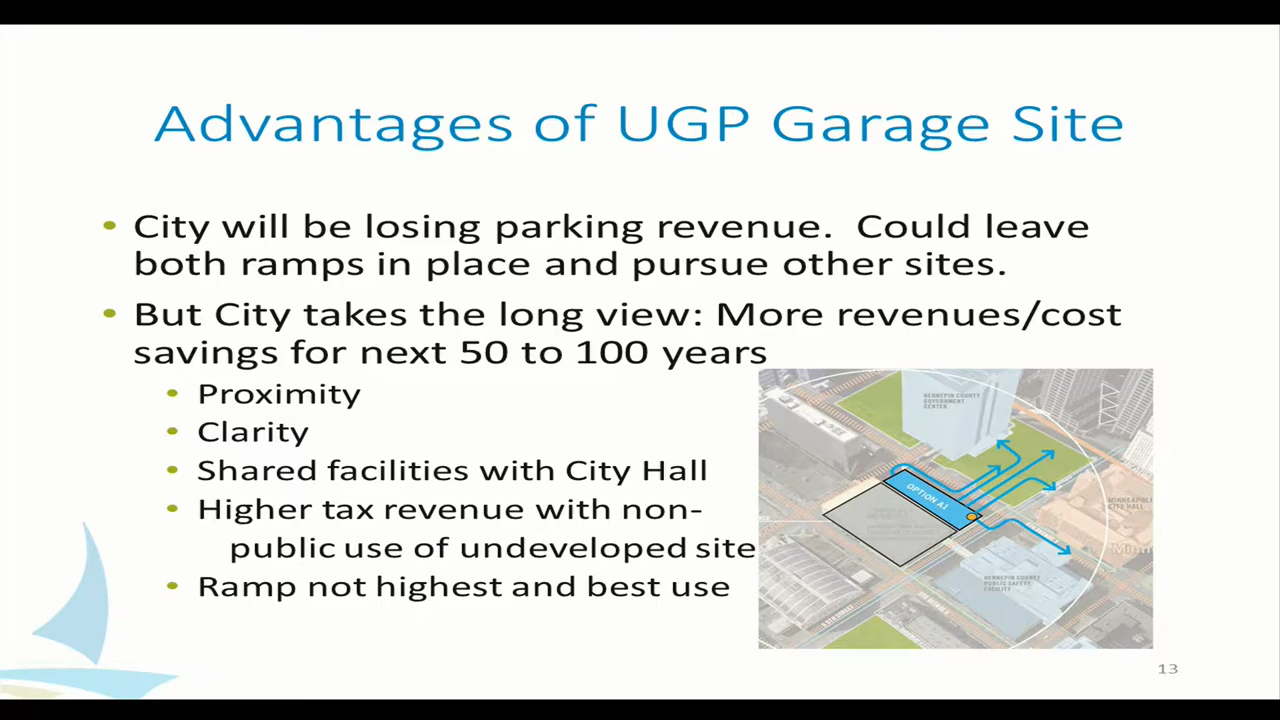 Advantages of UGP Garage Site
• City will be losing parking revenue.  Could leave
both ramps in place and pursue other sites.
• But City takes the long view: More revenues/cost
savings for next 50 to 100 years
• Proximity
• Clarity
• Shared facilities with City Hall
• Higher tax revenue with non-
public use of undeveloped site
• Ramp not highest and best use
HENNEPIN COUNTY
GOVERNMENT
CENTER
OPTION A1
MINNEAPOLIS
CITY HALL
HENNEPIN COUNTY
PUBLIC SAFETY
FACILITY
13